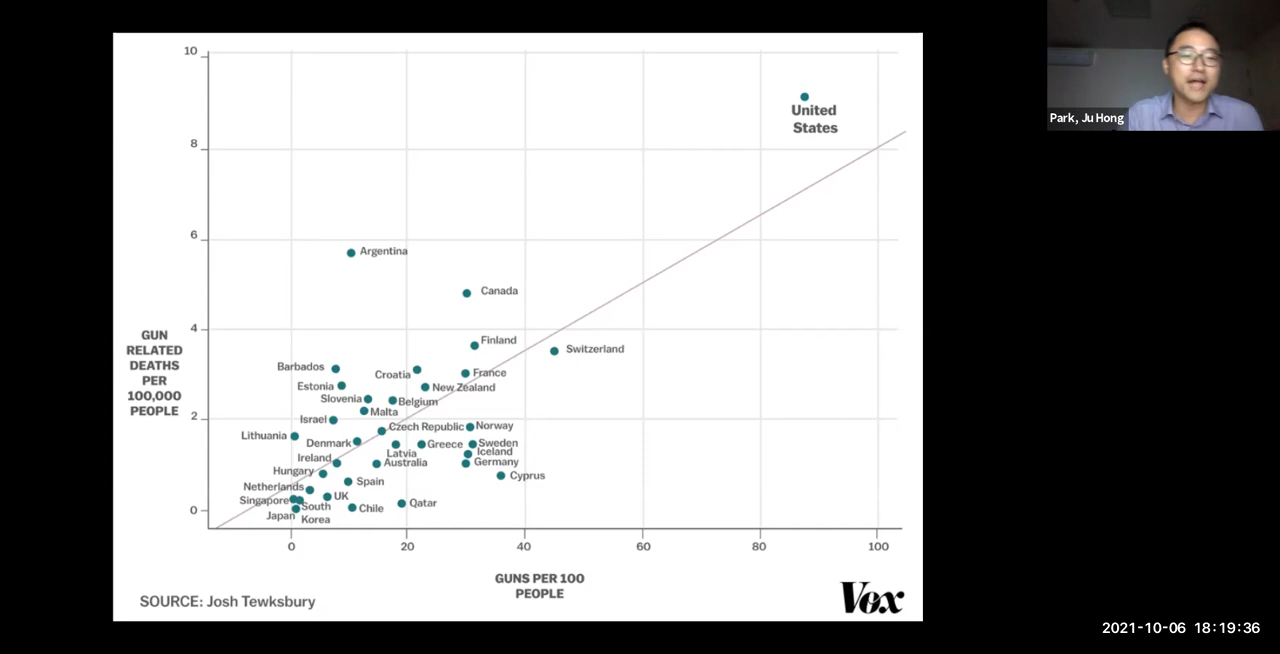 10
United
States
Park, Ju Hong
8
6
Argentina
Canada
4
Finland
Switzerland
GUN
RELATED
DEATHS
PER
100,000
PEOPLE
Barbados
Croatia
France
Estonia
New Zealand
Slovenia
Belgium
Malta
2
Israel
Czech Republic
Norway
Lithuania
Denmark
Latvia
Greece
Sweden
Iceland
Ireland
Australia
Germany
Hungary
Cyprus
Spain
Netherlands
UK
Singapore
South
Korea
Chile
Qatar
Japan
0
0
20
40
60
80
100
GUNS PER 100
PEOPLE
SOURCE: Josh Tewksbury
Vox
2021-10-06 18:19:36